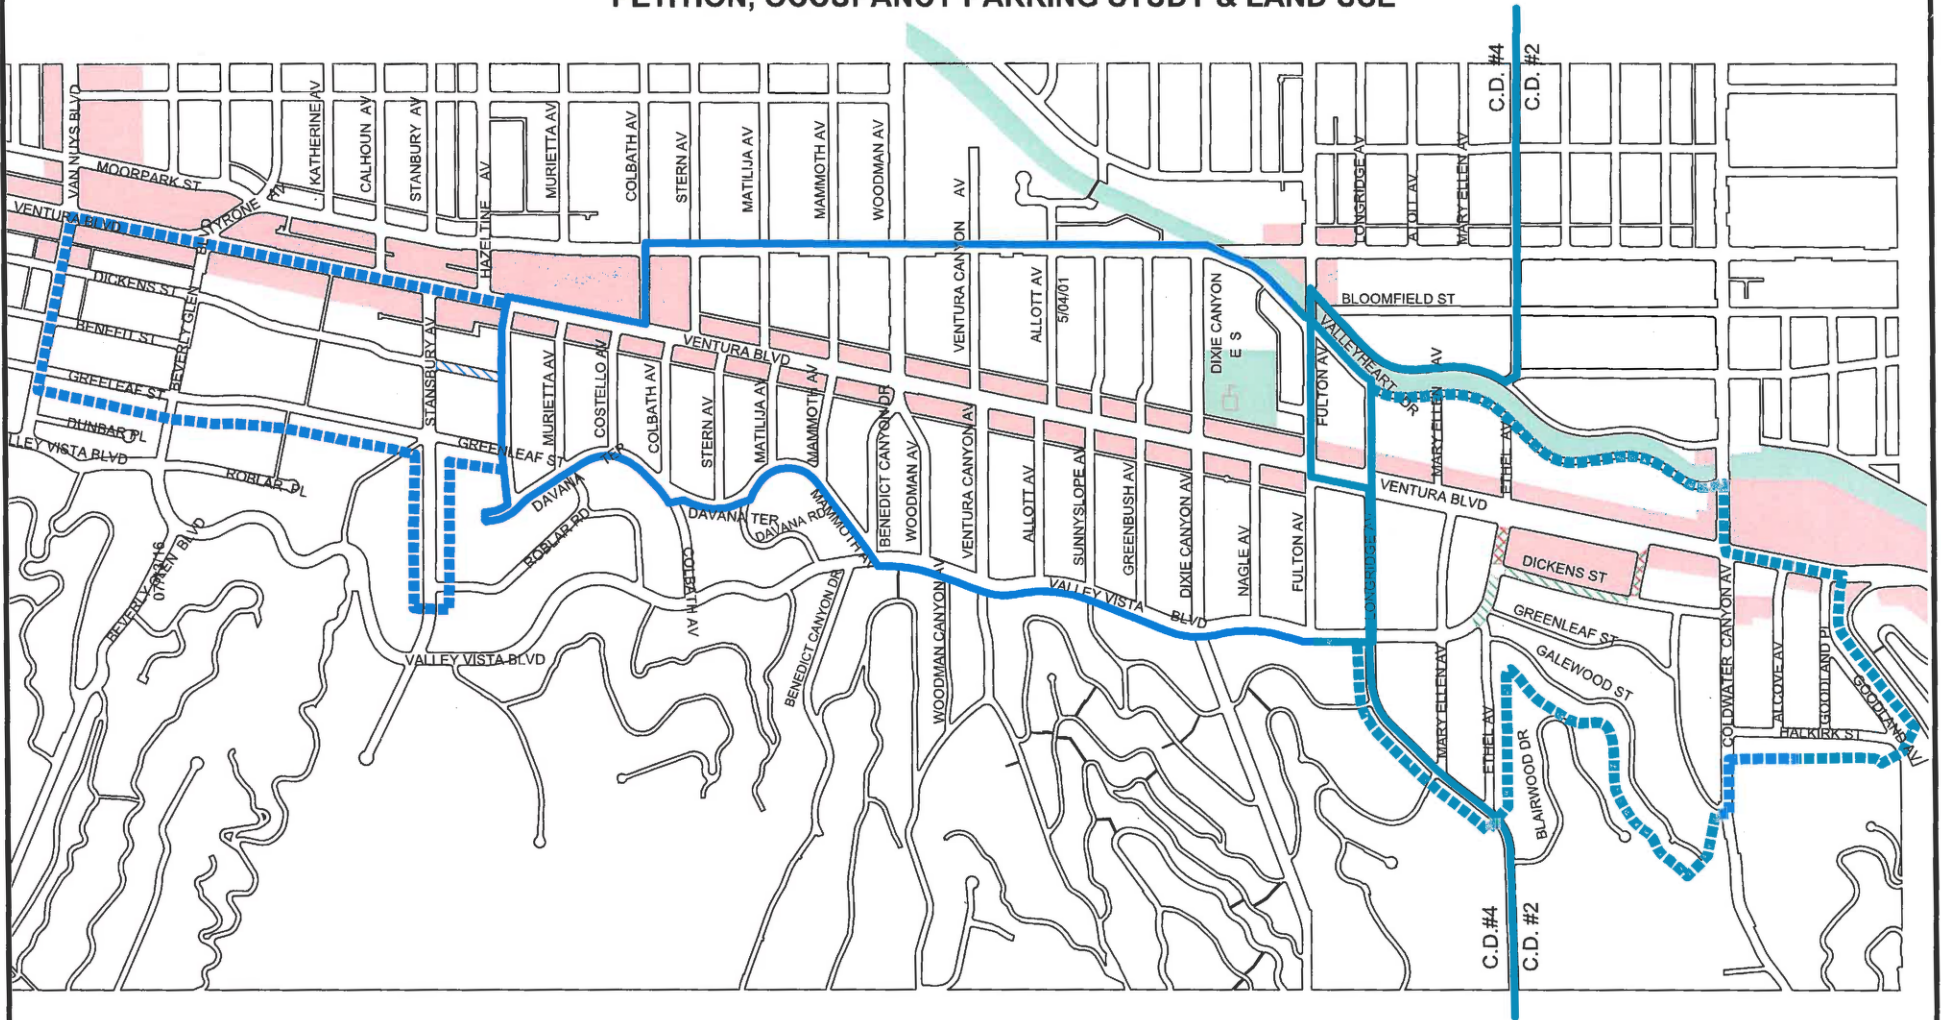 PETITION, OCCUPANCY PARKING STUDY & LAND USE
C.D. #4
C.D. #2
VAN NUYS BLVD
MOORPARK ST
TYRONE AV
KATHERINE AV
CALHOUN AV
STANBURY AV
HAZELTINE AV
MURIETTA AV
COLBATH AV
STERN AV
MATILIJA AV
MAMMOTH AV
WOODMAN AV
VENTURA CANYON AV
ALLOTT AV
5/04/01
DIXIE CANYON
E S
LONGRIDGE AV
MARY ELLEN AV
VENTURA BLVD
BLVD
DICKENS ST
BENEFIT ST
BEVERLY GLEN
GREELEAF ST
DUNBAR PL
LLEY VISTA BLVD
ROBLAR PL
STANSBURY AV
GREENLEAF ST
MURIETTA AV
COSTELLO AV
COLBATH AV
STERN AV
MATILIJA AV
MAMMOTH AV
VENTURA BLVD
BENEDICT CANYON DR
WOODMAN AV
VENTURA CANYON AV
ALLOTT AV
SUNNYSLOPE AV
GREENBUSH AV
DIXIE CANYON AV
NAGLE AV
FULTON AV
FULTON AV
BLOOMFIELD ST
VALLEYHEART DR
MARY ELLEN AV
ETHEL AV
VENTURA BLVD
LONGRIDGE AV
DICKENS ST
GREENLEAF ST
GALEWOOD ST
COLDWATER CANYON AV
ALCOVE AV
GOODLAND PL
GOODLAND AV
HALKIRK ST
DAVANA TER
DAVANA TER
DAVANA RD
ROBLAR RD
MAMMOTH AV
COLBATH AV
BENEDICT CANYON DR
WOODMAN CANYON AV
VALLEY VISTA BLVD
VALLEY VISTA BLVD
BEVERLY GLEN BLVD
MARY ELLEN AV
ETHEL AV
BLAIRWOOD DR
C.D.#4
C.D. #2